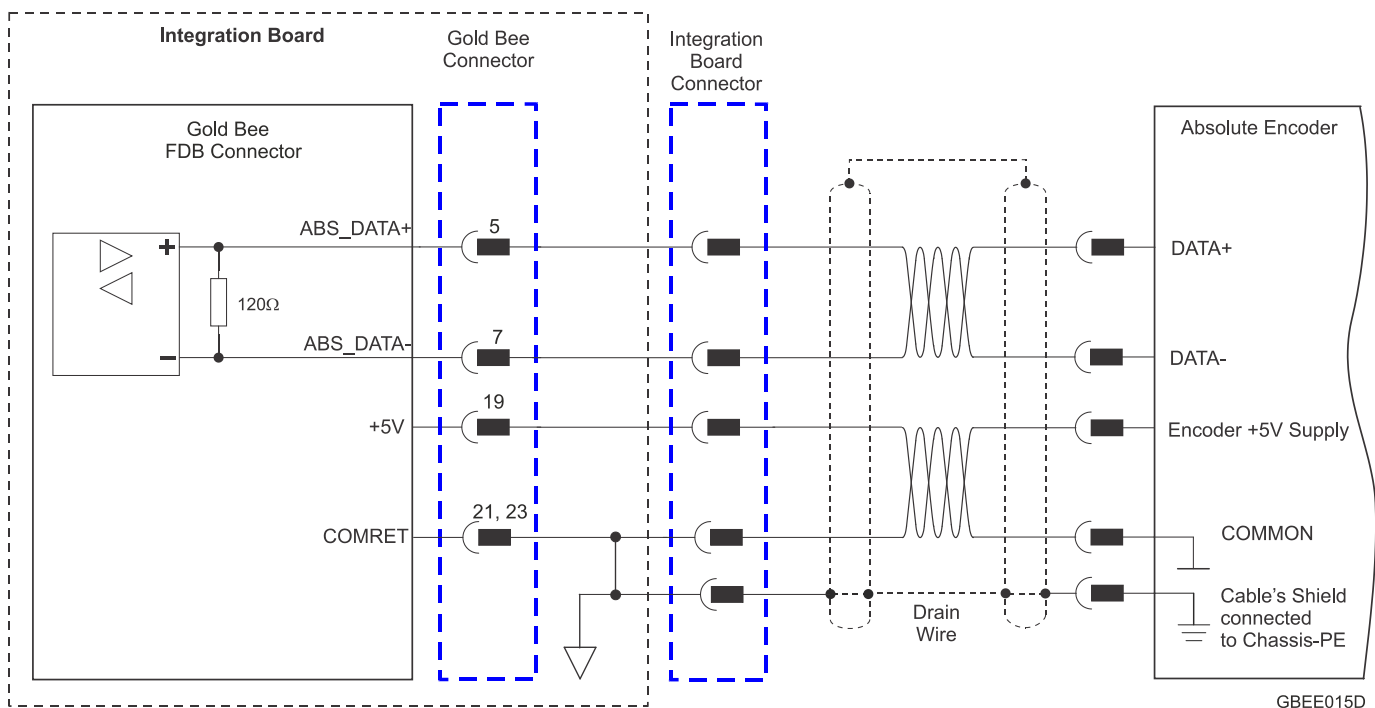 Integration Board
Gold Bee
Connector
Integration
Board
Connector
Gold Bee
FDB Connector
Absolute Encoder
ABS_DATA+
5
DATA+
+
120Ω
ABS_DATA-
7
-
DATA-
+5V
19
Encoder +5V Supply
COMRET
21, 23
COMMON
Drain
Wire
Cable's Shield
connected
to Chassis-PE
GBEE015D